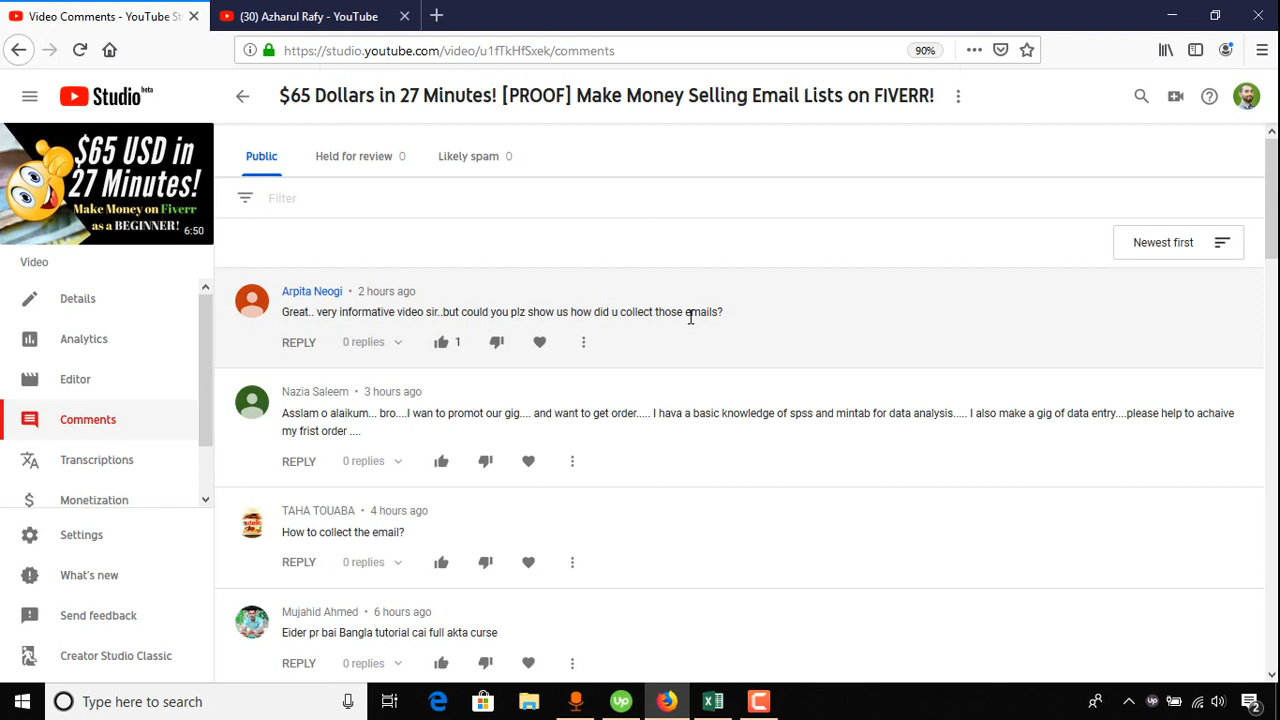 Video Comments - YouTube St
(30) Azharul Rafy - YouTube
https://studio.youtube.com/video/u1fTkHfSxek/comments
90%
Studio beta
$65 Dollars in 27 Minutes! [PROOF] Make Money Selling Email Lists on FIVERR!
$65 USD in
27 Minutes!
Make Money on Fiverr
as a BEGINNER!
6:50
Video
Details
Analytics
Editor
Comments
Transcriptions
Monetization
Settings
What's new
Send feedback
Creator Studio Classic
Public
Held for review 0
Likely spam 0
Filter
Newest first
Arpita Neogi • 2 hours ago
Great.. very informative video sir..but could you plz show us how did u collect those emails?
REPLY 0 replies 1
Nazia Saleem • 3 hours ago
Asslam o alaikum... bro....I wan to promot our gig.... and want to get order..... I hava a basic knowledge of spss and mintab for data analysis..... I also make a gig of data entry....please help to achaive
my frist order ....
REPLY 0 replies
TAHA TOUABA • 4 hours ago
How to collect the email?
REPLY 0 replies
Mujahid Ahmed • 6 hours ago
Eider pr bai Bangla tutorial cai full akta curse
REPLY 0 replies
Type here to search
up
up
2